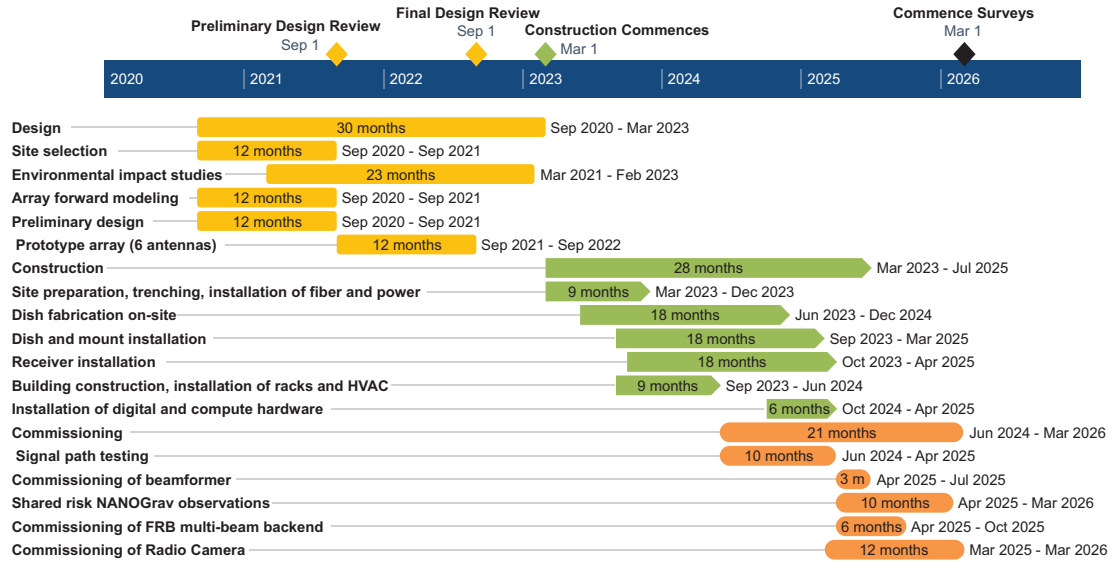 Final Design Review
Commence Surveys
Preliminary Design Review
Sep 1
Construction Commences
Mar 1
Sep 1
Mar 1
2020
2021
2022
2023
2024
2025
2026
Design
30 months
Sep 2020 - Mar 2023
Site selection
12 months
Sep 2020 - Sep 2021
Environmental impact studies
23 months
Mar 2021 - Feb 2023
Array forward modeling
12 months
Sep 2020 - Sep 2021
Preliminary design
12 months
Sep 2020 - Sep 2021
Prototype array (6 antennas)
12 months
Sep 2021 - Sep 2022
Construction
28 months
Mar 2023 - Jul 2025
Site preparation, trenching, installation of fiber and power
9 months
Mar 2023 - Dec 2023
Dish fabrication on-site
18 months
Jun 2023 - Dec 2024
Dish and mount installation
18 months
Sep 2023 - Mar 2025
Receiver installation
18 months
Oct 2023 - Apr 2025
Building construction, installation of racks and HVAC
9 months
Sep 2023 - Jun 2024
Installation of digital and compute hardware
6 months
Oct 2024 - Apr 2025
Commissioning
21 months
Jun 2024 - Mar 2026
Signal path testing
10 months
Jun 2024 - Apr 2025
Commissioning of beamformer
3 m
Apr 2025 - Jul 2025
Shared risk NANOGrav observations
10 months
Apr 2025 - Mar 2026
Commissioning of FRB multi-beam backend
6 months
Apr 2025 - Oct 2025
Commissioning of Radio Camera
12 months
Mar 2025 - Mar 2026